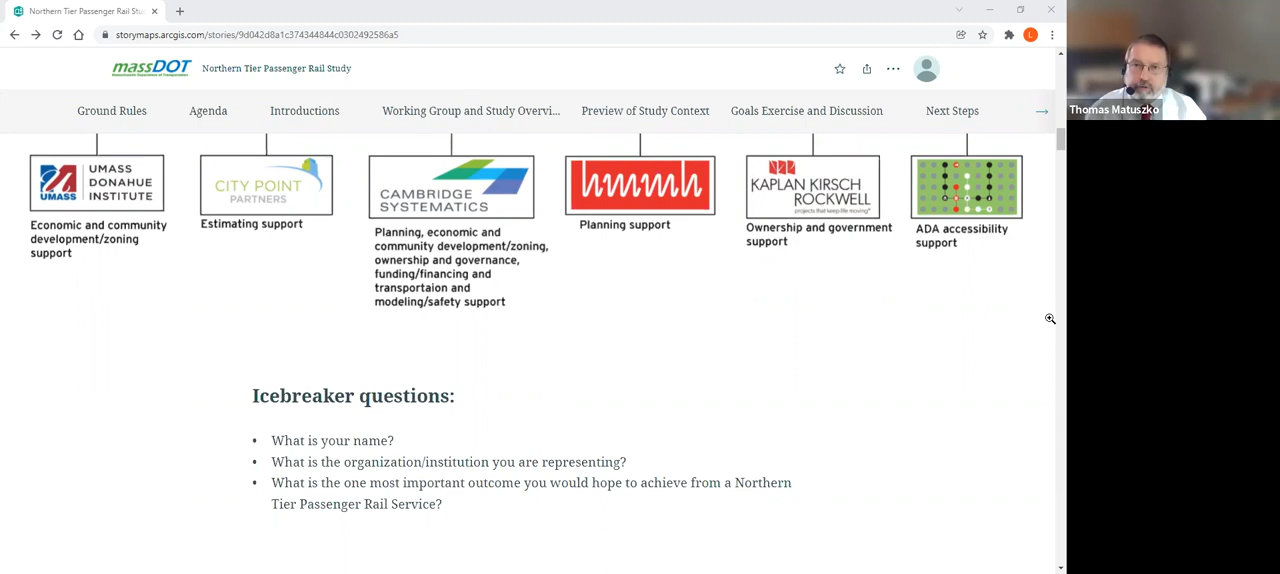 Northern Tier Passenger Rail Stu
storymaps.arcgis.com/stories/9d042d8a1c374344844c0302492586a5
L
massDOT
Massachusetts Department of Transportation
Northern Tier Passenger Rail Study
Thomas Matuszko
Ground Rules
Agenda
Introductions
Working Group and Study Overvi...
Preview of Study Context
Goals Exercise and Discussion
Next Steps
UMASS
UMASS
DONAHUE
INSTITUTE
Economic and community
development/zoning
support
CITY POINT
PARTNERS
Estimating support
CAMBRIDGE
SYSTEMATICS
Planning, economic and
community development/zoning,
ownership and governance,
funding/financing and
transportaion and
modeling/safety support
hmmh
Planning support
KAPLAN KIRSCH
ROCKWELL
projects that keep life moving
Ownership and government
support
ADA accessibility
support
Icebreaker questions:
• What is your name?
• What is the organization/institution you are representing?
• What is the one most important outcome you would hope to achieve from a Northern
Tier Passenger Rail Service?